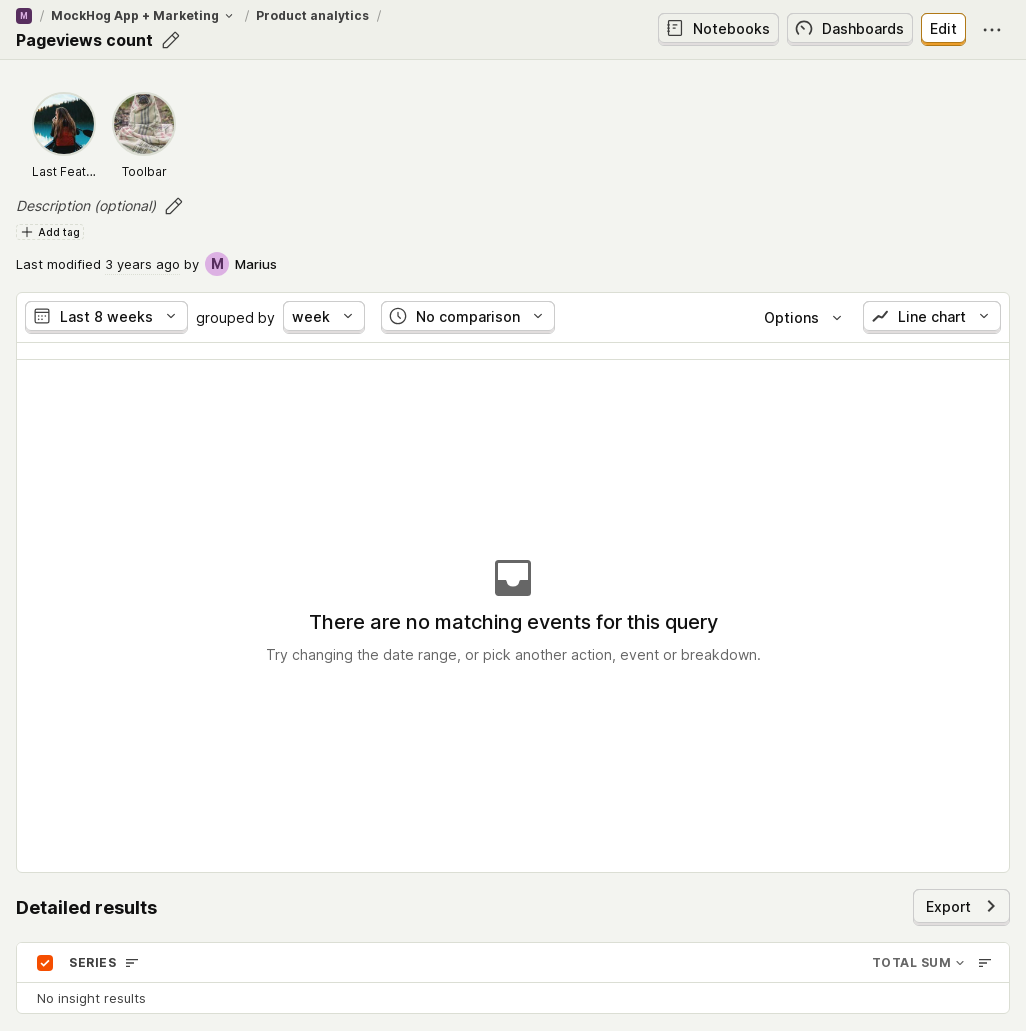 M / MockHog App + Marketing / Product analytics /
Pageviews count
Notebooks
Dashboards
Edit
Last Feat...
Toolbar
Description (optional)
Add tag
Last modified 3 years ago by M Marius
Last 8 weeks grouped by week No comparison Options Line chart
There are no matching events for this query
Try changing the date range, or pick another action, event or breakdown.
Detailed results
Export
SERIES TOTAL SUM
No insight results